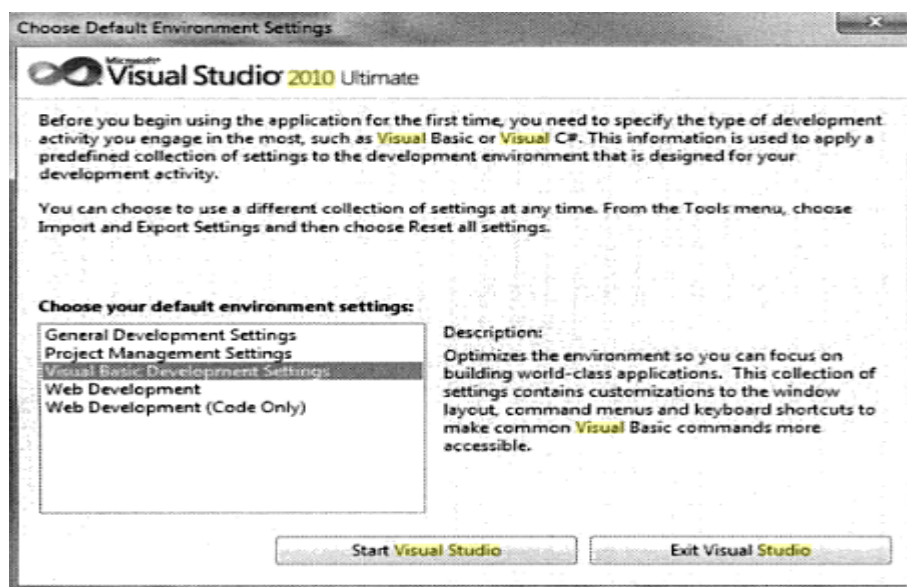 Choose Default Environment Settings
Microsoft®
Visual Studio 2010 Ultimate
Before you begin using the application for the first time, you need to specify the type of development
activity you engage in the most, such as Visual Basic or Visual C#. This information is used to apply a
predefined collection of settings to the development environment that is designed for your
development activity.
You can choose to use a different collection of settings at any time. From the Tools menu, choose
Import and Export Settings and then choose Reset all settings.
Choose your default environment settings:
General Development Settings
Project Management Settings
Visual Basic Development Settings
Web Development
Web Development (Code Only)
Description:
Optimizes the environment so you can focus on
building world-class applications. This collection of
settings contains customizations to the window
layout, command menus and keyboard shortcuts to
make common Visual Basic commands more
accessible.
Start Visual Studio
Exit Visual Studio